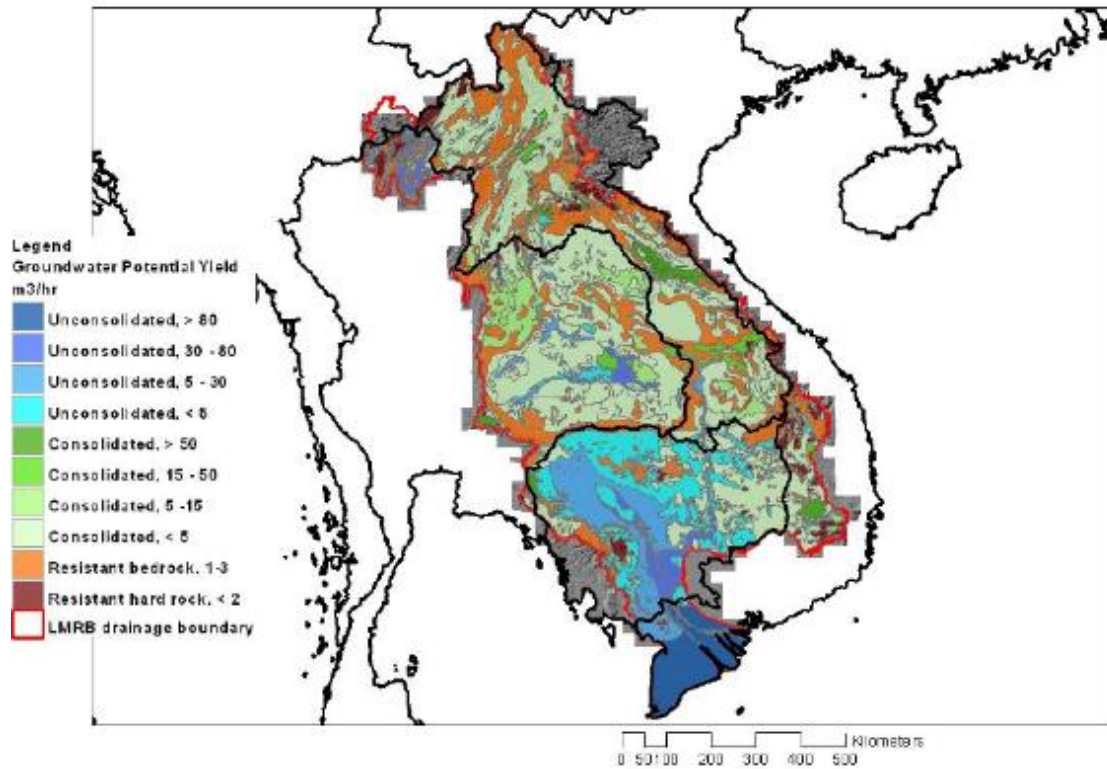 Legend
Groundwater Potential Yield
m3/hr
Unconsolidated, > 80
Unconsolidated, 30 -80
Unconsolidated, 5 - 30
Unconsolidated, < 5
Consolidated, > 50
Consolidated, 15 - 50
Consolidated, 5 -15
Consolidated, < 5
Resistant bedrock, 1-3
Resistant hard rock, < 2
LMRB drainage boundary
Kilometers
0 50 100 200 300 400 500